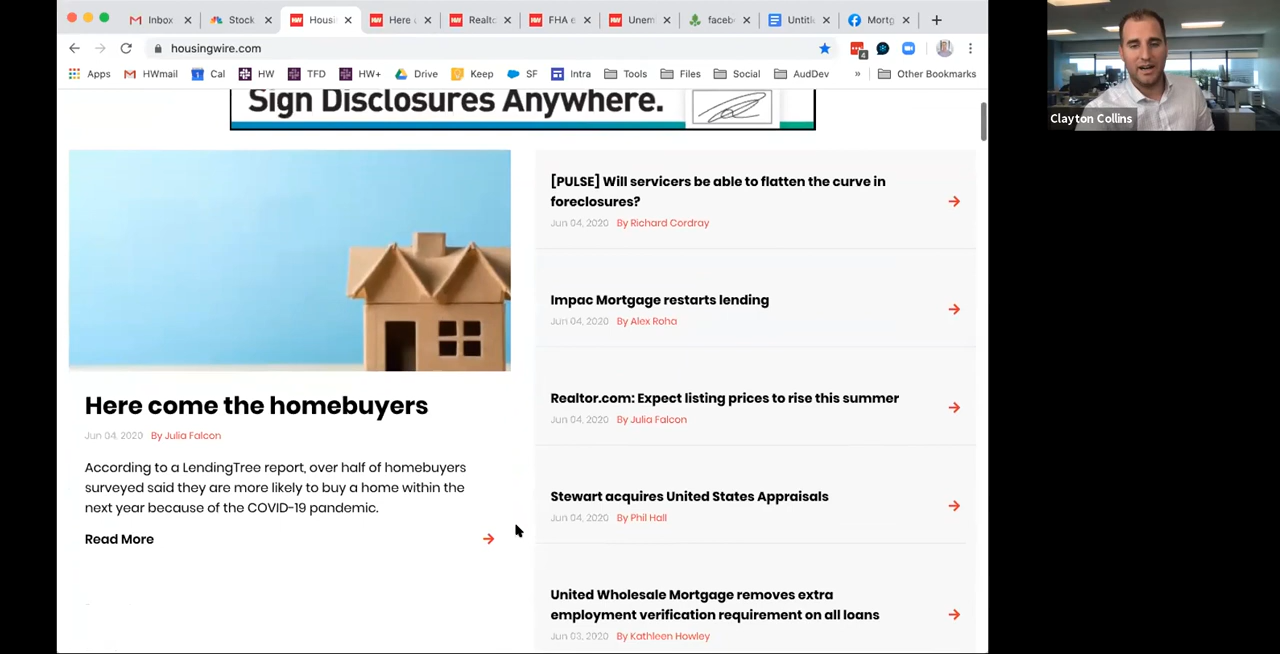 Inbox
Stock
Housi
Here c
Realtc
FHA e
Unem
faceb
Untitl
Mortg
housingwire.com
4
Apps
HWmail
Cal
HW
TFD
HW+
Drive
Keep
SF
Intra
Tools
Files
Social
AudDev
»
Other Bookmarks
Sign Disclosures Anywhere.
Clayton Collins
Here come the homebuyers
Jun 04, 2020 By Julia Falcon
According to a LendingTree report, over half of homebuyers
surveyed said they are more likely to buy a home within the
next year because of the COVID-19 pandemic.
Read More
[PULSE] Will servicers be able to flatten the curve in
foreclosures?
Jun 04, 2020 By Richard Cordray
Impac Mortgage restarts lending
Jun 04, 2020 By Alex Roha
Realtor.com: Expect listing prices to rise this summer
Jun 04, 2020 By Julia Falcon
Stewart acquires United States Appraisals
Jun 04, 2020 By Phil Hall
United Wholesale Mortgage removes extra
employment verification requirement on all loans
Jun 03, 2020 By Kathleen Howley